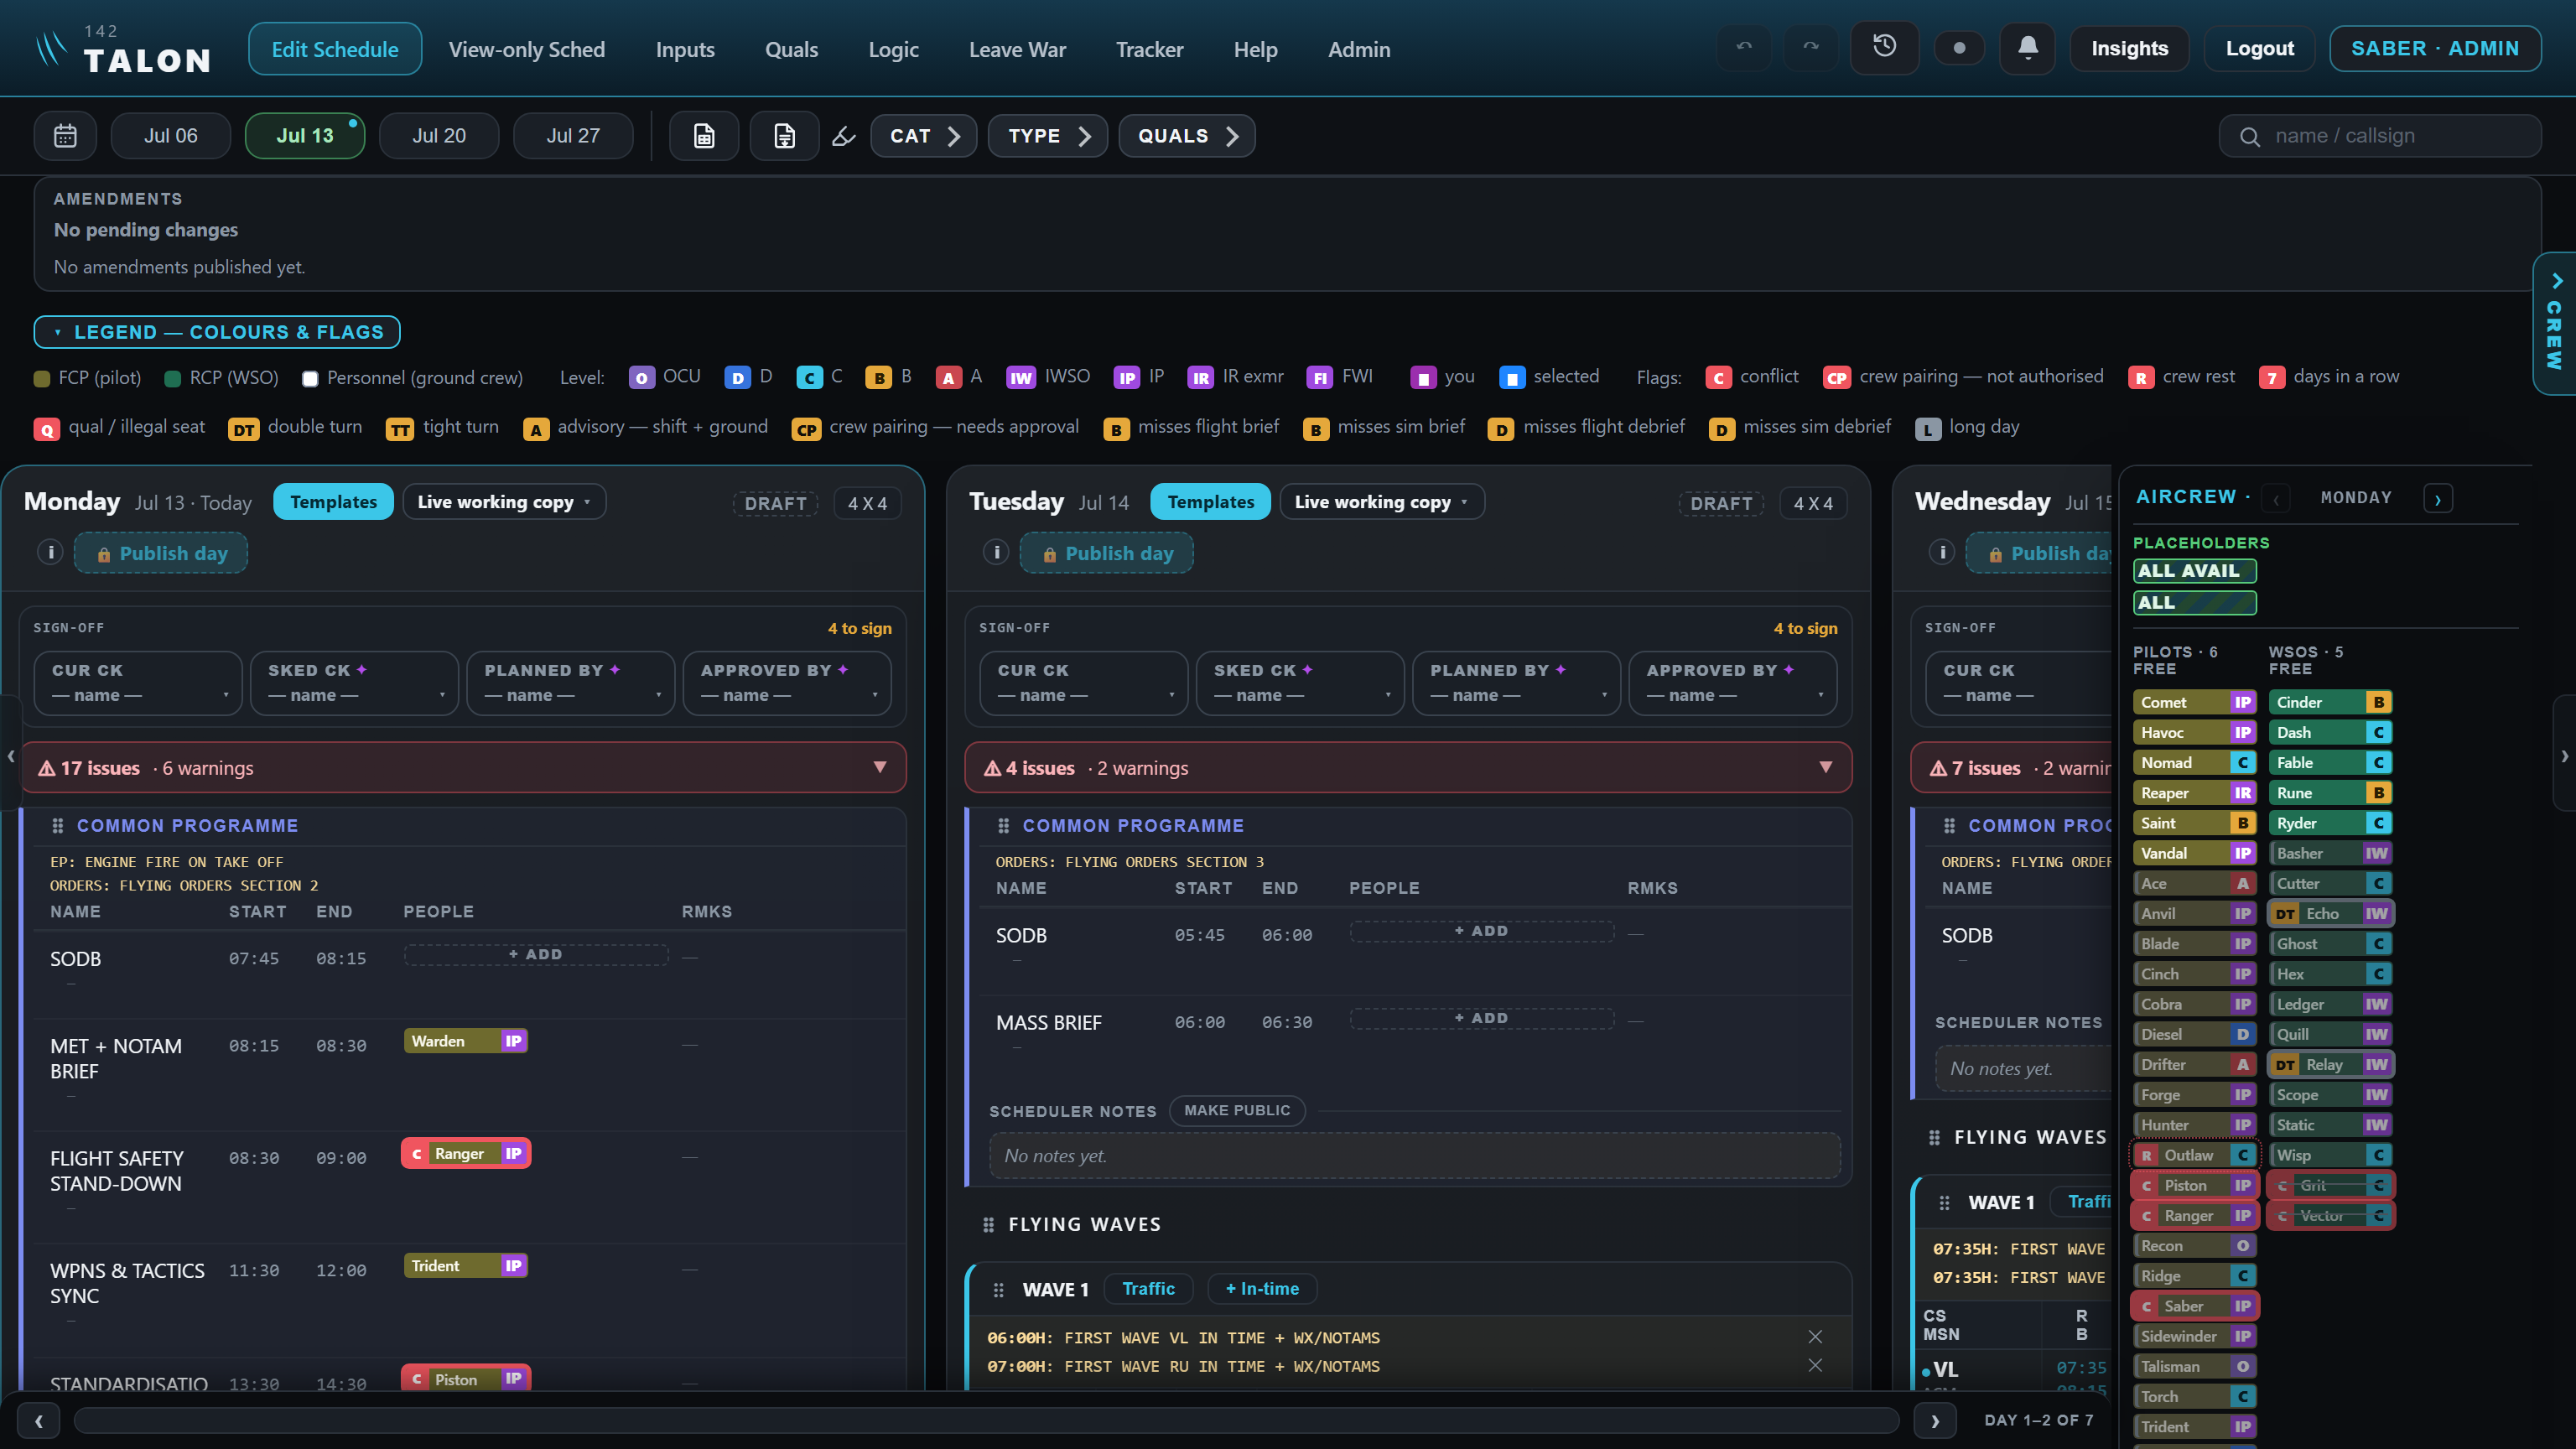 142
TALON
Edit Schedule
View-only Sched
Inputs
Quals
Logic
Leave War
Tracker
Help
Admin
Insights
Logout
SABER · ADMIN
Jul 06
Jul 13
Jul 20
Jul 27
CAT
TYPE
QUALS
name / callsign
AMENDMENTS
No pending changes
No amendments published yet.
CREW
LEGEND — COLOURS & FLAGS
FCP (pilot) RCP (WSO) Personnel (ground crew) Level: O OCU D D C C B B A A IW IWSO IP IP IR IR exmr FI FWI you selected Flags: C conflict CP crew pairing — not authorised R crew rest 7 days in a row
Q qual / illegal seat DT double turn TT tight turn A advisory — shift + ground CP crew pairing — needs approval B misses flight brief B misses sim brief D misses flight debrief D misses sim debrief L long day
Monday Jul 13 · Today Templates Live working copy DRAFT 4 X 4
i Publish day
SIGN-OFF 4 to sign
CUR CK SKED CK PLANNED BY APPROVED BY
— name — — name — — name — — name —
17 issues · 6 warnings
COMMON PROGRAMME
EP: ENGINE FIRE ON TAKE OFF
ORDERS: FLYING ORDERS SECTION 2
NAME START END PEOPLE RMKS
SODB 07:45 08:15 + ADD —
–
MET + NOTAM BRIEF 08:15 08:30 Warden IP —
–
FLIGHT SAFETY STAND-DOWN 08:30 09:00 C Ranger IP —
–
WPNS & TACTICS SYNC 11:30 12:00 Trident IP —
–
STANDARDISATIO 13:30 14:30 C Piston IP —
Tuesday Jul 14 Templates Live working copy DRAFT 4 X 4
i Publish day
SIGN-OFF 4 to sign
CUR CK SKED CK PLANNED BY APPROVED BY
— name — — name — — name — — name —
4 issues · 2 warnings
COMMON PROGRAMME
ORDERS: FLYING ORDERS SECTION 3
NAME START END PEOPLE RMKS
SODB 05:45 06:00 + ADD —
–
MASS BRIEF 06:00 06:30 + ADD —
–
SCHEDULER NOTES MAKE PUBLIC
No notes yet.
FLYING WAVES
WAVE 1 Traffic + In-time
06:00H: FIRST WAVE VL IN TIME + WX/NOTAMS
07:00H: FIRST WAVE RU IN TIME + WX/NOTAMS
Wednesday Jul 15
i Publish day
SIGN-OFF
CUR CK
— name —
7 issues · 2 warnin
COMMON PROG
ORDERS: FLYING ORDER
NAME
SODB
–
SCHEDULER NOTES
No notes yet.
FLYING WAVES
WAVE 1 Traffi
07:35H: FIRST WAVE
07:35H: FIRST WAVE
CS R
MSN B
VL 07:35
AIRCREW · MONDAY
PLACEHOLDERS
ALL AVAIL
ALL
PILOTS · 6 FREE
WSOS · 5 FREE
Comet IP Cinder B
Havoc IP Dash C
Nomad C Fable C
Reaper IR Rune B
Saint B Ryder C
Vandal IP Basher IW
Ace A Cutter C
Anvil IP DT Echo IW
Blade IP Ghost C
Cinch IP Hex C
Cobra IP Ledger IW
Diesel D Quill IW
Drifter A DT Relay IW
Forge IP Scope IW
Hunter IP Static IW
R Outlaw C Wisp C
C Piston IP C Grit C
C Ranger IP C Vector C
Recon O
Ridge C
C Saber IP
Sidewinder IP
Talisman O
Torch C
Trident IP
DAY 1–2 OF 7